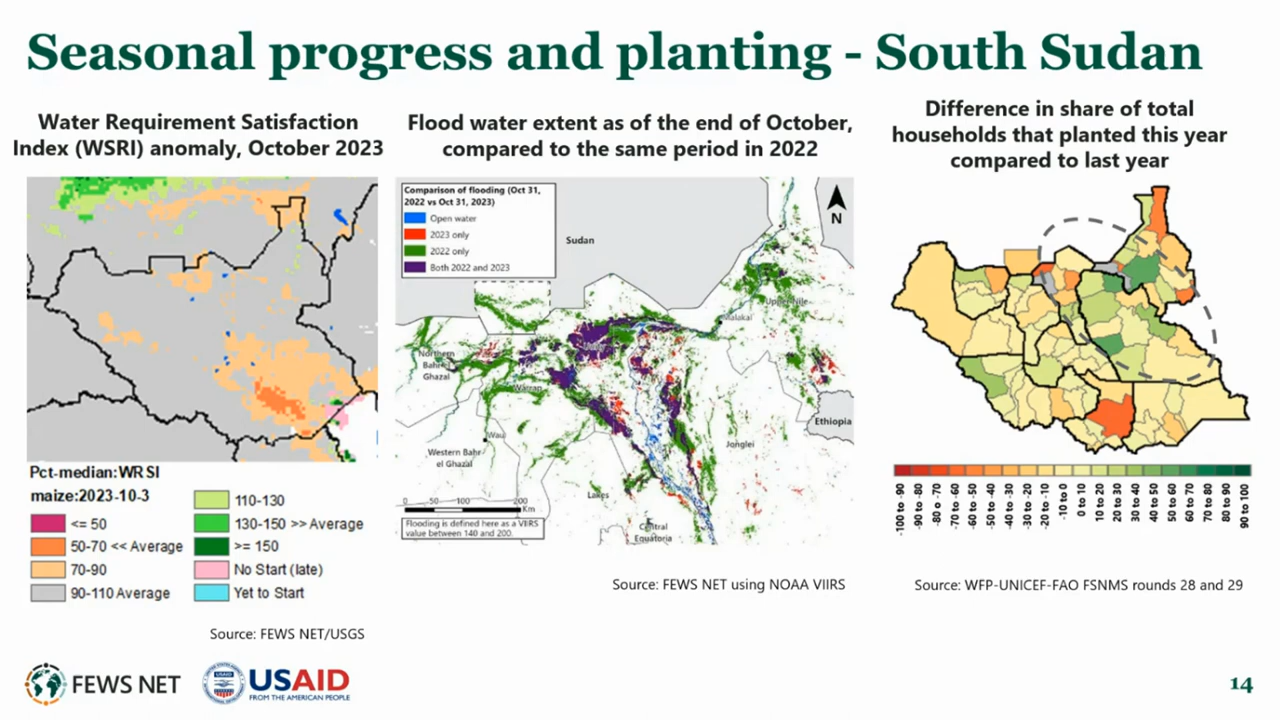 Seasonal progress and planting - South Sudan
Water Requirement Satisfaction
Index (WSRI) anomaly, October 2023
Pct-median:WRSI
maize:2023-10-3
<= 50
50-70 << Average
70-90
90-110 Average
110-130
130-150 >> Average
>= 150
No Start (late)
Yet to Start
Source: FEWS NET/USGS
Flood water extent as of the end of October,
compared to the same period in 2022
Comparison of flooding (Oct 31,
2022 vs Oct 31, 2023)
Open water
2023 only
2022 only
Both 2022 and 2023
N
Sudan
Upper Nile
Malakal
Northern
Bahr el
Ghazal
Warrap
Ethiopia
Wau
Western Bahr
el Ghazal
Jonglei
Lakes
Central
Equatoria
0 50 100 200
Km
Flooding is defined here as a VIIRS
value between 140 and 200.
Source: FEWS NET using NOAA VIIRS
Difference in share of total
households that planted this year
compared to last year
-100 to -90
-90 to -80
-80 o -70
-70 to -60
-60 to -50
-50 to -40
-40 to -30
-30 to -20
-20 to -10
-10 to 0
0 to 10
10 to 20
20 to 30
30 to 40
40 to 50
50 to 60
60 to 70
70 to 80
80 to 90
90 to 100
Source: WFP-UNICEF-FAO FSNMS rounds 28 and 29
FEWS NET
USAID
USAID
FROM THE AMERICAN PEOPLE
14